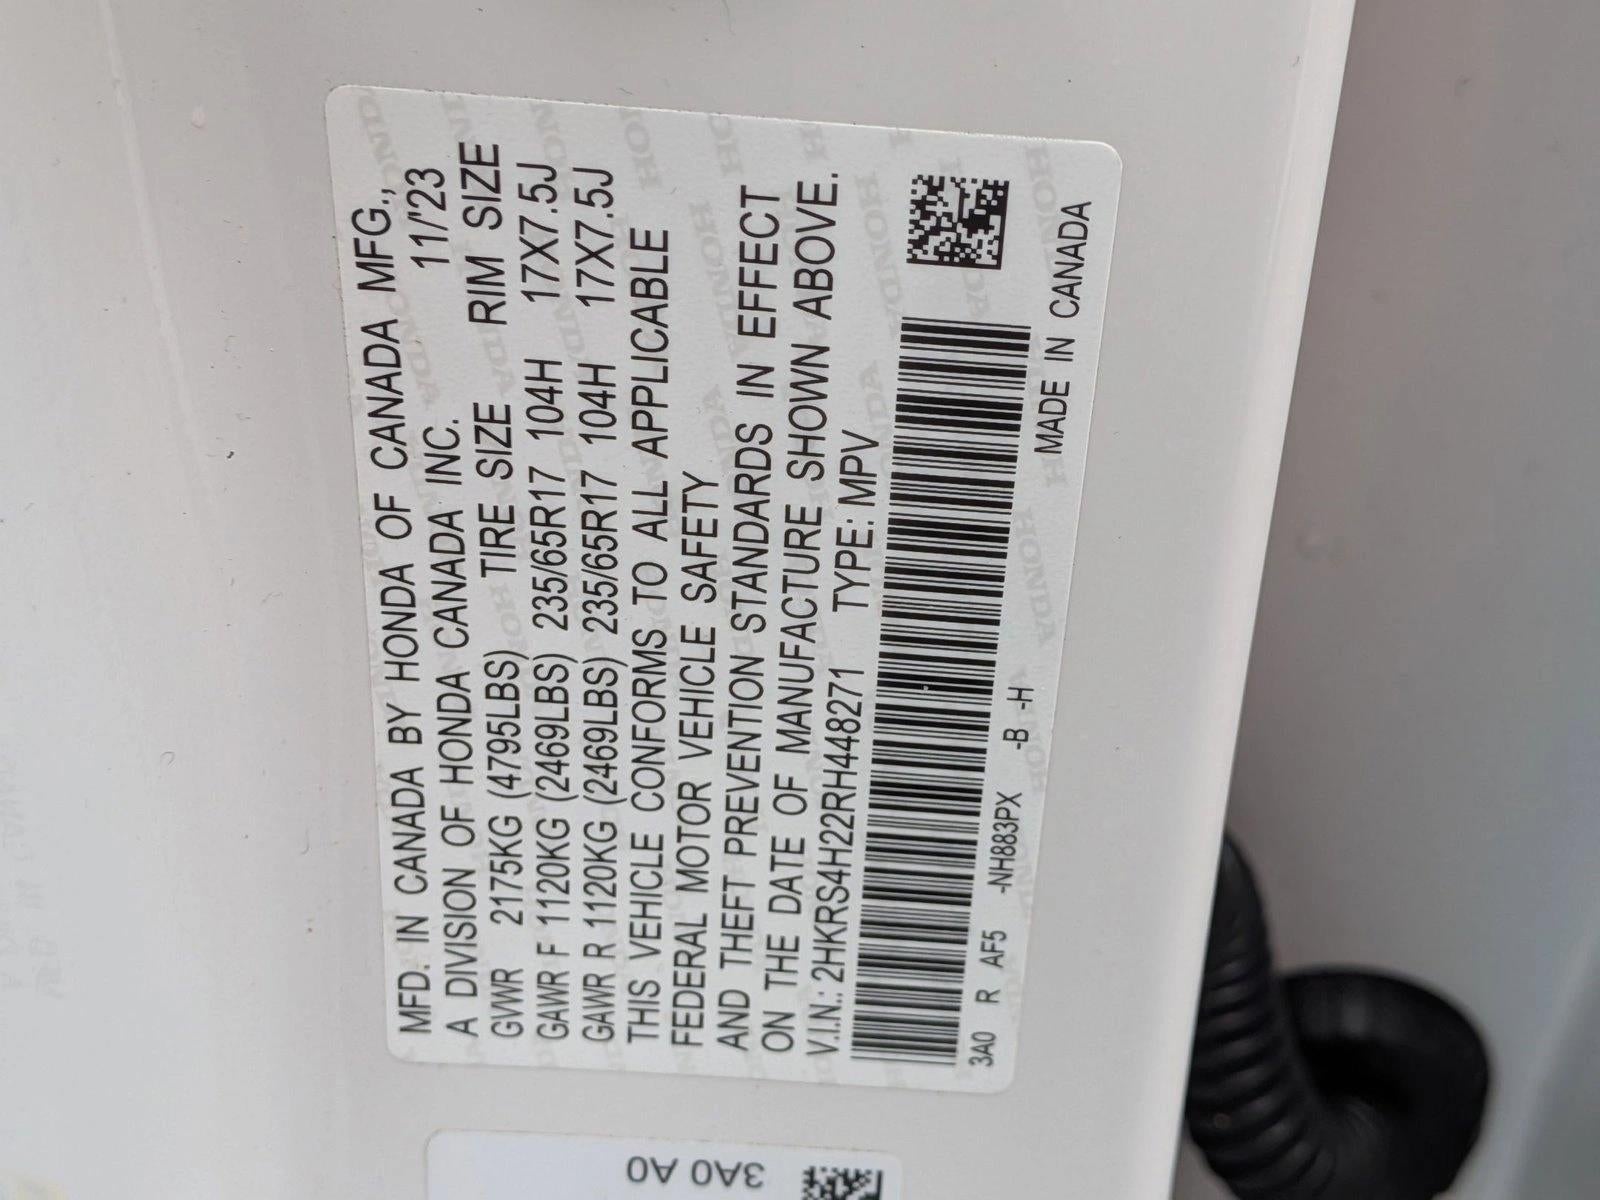 MFD. IN CANADA BY HONDA OF CANADA MFG.,
A DIVISION OF HONDA CANADA INC. 11/'23
GVWR 2175KG (4795LBS) TIRE SIZE RIM SIZE
GAWR F 1120KG (2469LBS) 235/65R17 104H 17X7.5J
GAWR R 1120KG (2469LBS) 235/65R17 104H 17X7.5J
THIS VEHICLE CONFORMS TO ALL APPLICABLE
FEDERAL MOTOR VEHICLE SAFETY
AND THEFT PREVENTION STANDARDS IN EFFECT
ON THE DATE OF MANUFACTURE SHOWN ABOVE.
V.I.N.: 2HKRS4H22RH448271 TYPE: MPV
3A0 R AF5 -NH883PX -B -H
MADE IN CANADA
3A0 A0